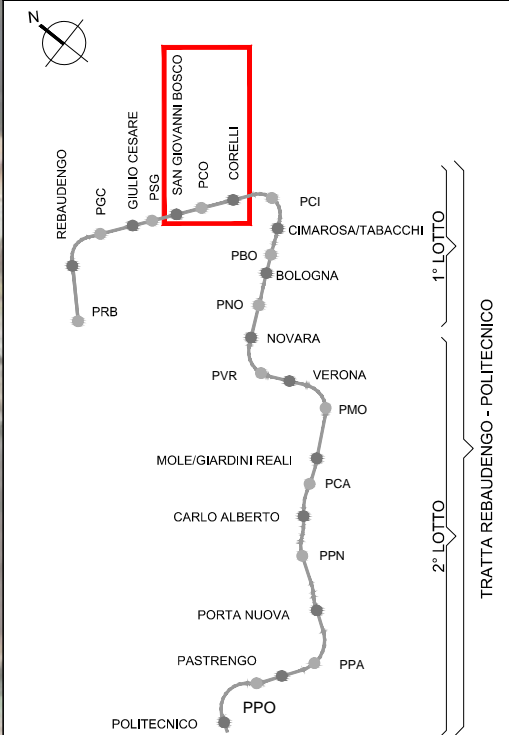 N
REBAUDENGO
PGC
GIULIO CESARE
PSG
SAN GIOVANNI BOSCO
PCO
CORELLI
PCI
CIMAROSA/TABACCHI
PBO
BOLOGNA
PRB
PNO
NOVARA
PVR
VERONA
PMO
MOLE/GIARDINI REALI
PCA
CARLO ALBERTO
PPN
PORTA NUOVA
PASTRENGO
PPA
PPO
POLITECNICO
1° LOTTO
2° LOTTO
TRATTA REBAUDENGO - POLITECNICO